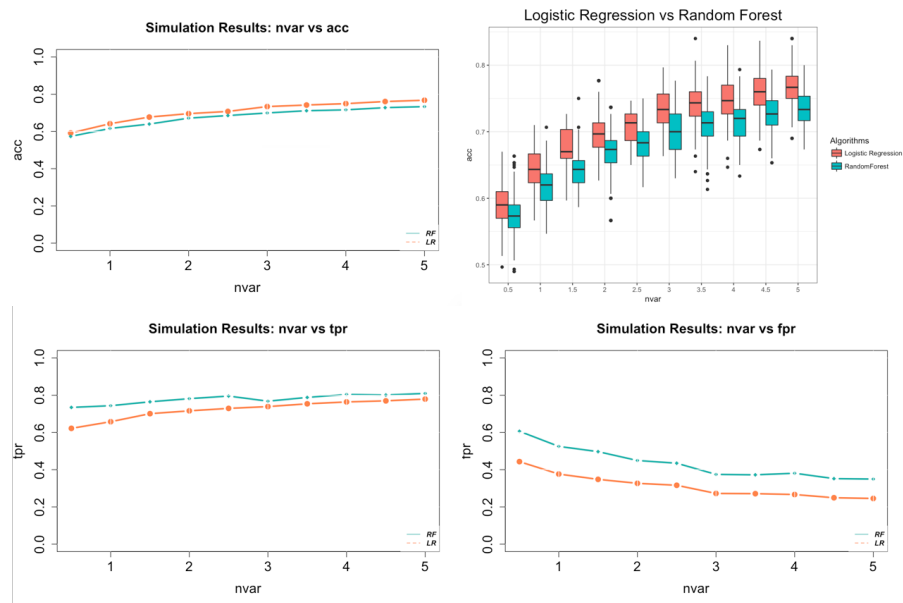 Simulation Results: nvar vs acc
1.0
0.8
0.6
0.4
0.2
0.0
acc
1 2 3 4 5
nvar
RF
LR
Logistic Regression vs Random Forest
0.8
0.7
0.6
0.5
acc
0.5 1 1.5 2 2.5 3 3.5 4 4.5 5
nvar
Algorithms
Logistic Regression
RandomForest
Simulation Results: nvar vs tpr
1.0
0.8
0.6
0.4
0.2
0.0
tpr
1 2 3 4 5
nvar
RF
LR
Simulation Results: nvar vs fpr
1.0
0.8
0.6
0.4
0.2
0.0
fpr
1 2 3 4 5
nvar
RF
LR